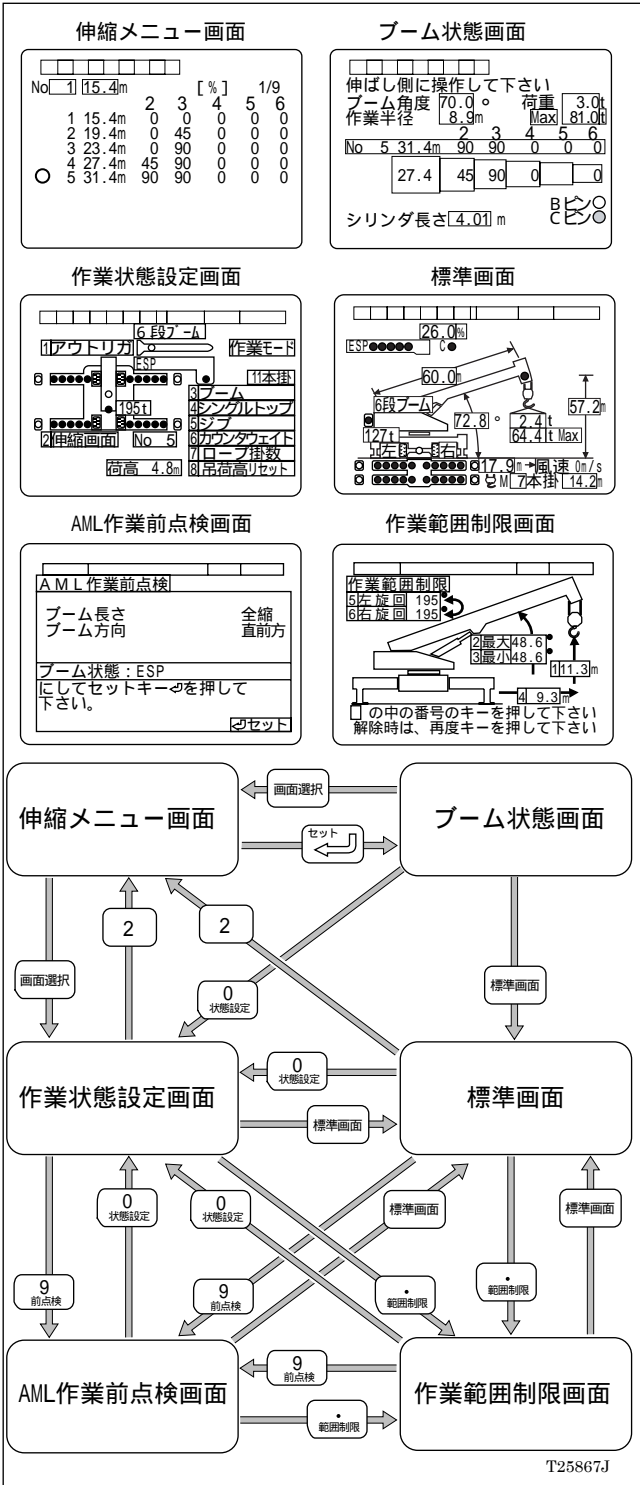 伸縮メニュー画面
No 1 15.4m [%] 1/9
2 3 4 5 6
1 15.4m 0 0 0 0 0
2 19.4m 0 45 0 0 0
3 23.4m 0 90 0 0 0
4 27.4m 45 90 0 0 0
5 31.4m 90 90 0 0 0
ブーム状態画面
伸ばし側に操作して下さい
ブーム角度 70.0 ° 荷重 3.0t
作業半径 8.9m Max 81.0t
2 3 4 5 6
No 5 31.4m 90 90 0 0 0
27.4 45 90 0 0
Bピン
シリンダ長さ 4.01 m Cピン
作業状態設定画面
6段ブーム
1アウトリガ 作業モード
ESP
11本掛
3ブーム
195t 4シングルトップ
5ジブ
2伸縮画面 No 5 6カウンタウェイト
7ロープ掛数
荷高 4.8m 8吊荷高リセット
標準画面
26.0%
ESP C
60.0m
6段ブーム 57.2m
72.8 ° 2.4 t
127t 64.4 t Max
左 右
17.9m 風速 0m/s
M 7本掛 14.2m
AML作業前点検画面
AML作業前点検
ブーム長さ 全縮
ブーム方向 直前方
ブーム状態:ESP
にしてセットキーを押して
下さい。
セット
作業範囲制限画面
作業範囲制限
5左旋回 195
6右旋回 195
2最大48.6
3最小48.6
111.3 m
4 9.3m
の中の番号のキーを押して下さい
解除時は、再度キーを押して下さい
伸縮メニュー画面
画面選択
セット
ブーム状態画面
2
2
画面選択
0
状態設定
標準画面
作業状態設定画面
0
状態設定
標準画面
標準画面
0
状態設定
0
状態設定
標準画面
標準画面
9
前点検
9
前点検
・
範囲制限
・
範囲制限
AML作業前点検画面
9
前点検
・
範囲制限
作業範囲制限画面
T25867J